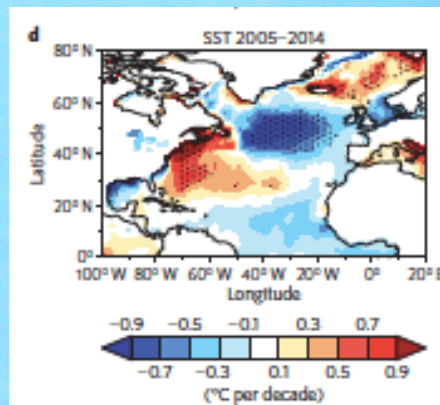 d
SST 2005–2014
80° N
60° N
40° N
20° N
0°
Latitude
100° W 80° W 60° W 40° W 20° W 0° 20° E
Longitude
−0.9 −0.5 −0.1 0.3 0.7
−0.7 −0.3 0.1 0.5 0.9
(°C per decade)